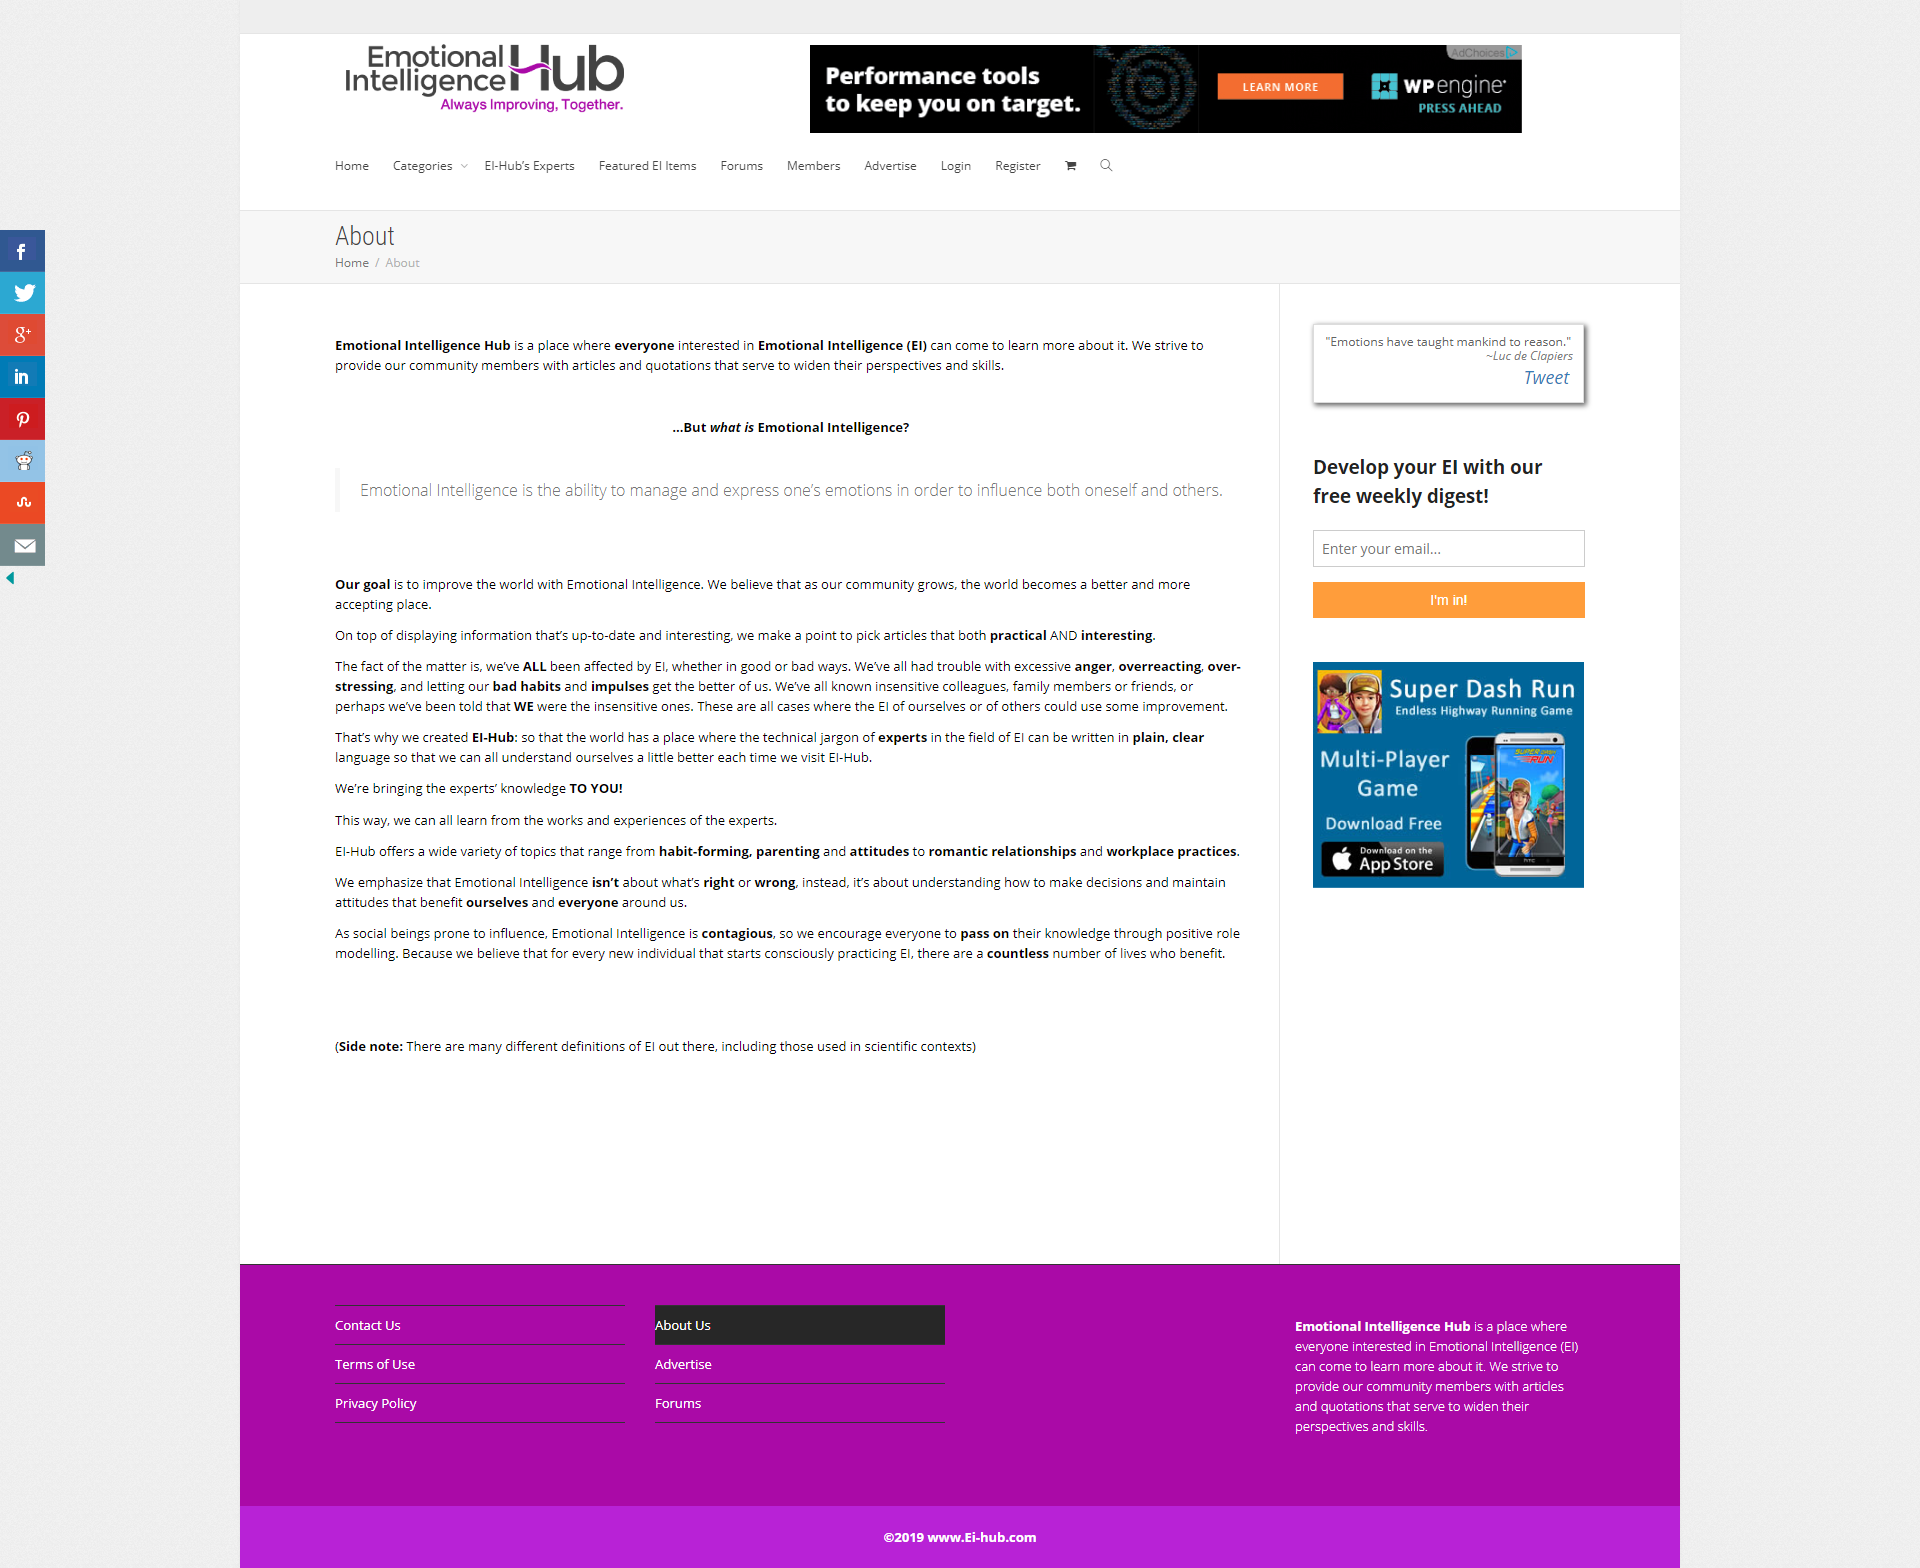 Emotional
Intelligence Hub
Always Improving, Together.
Performance tools
to keep you on target.
LEARN MORE
WPengine
PRESS AHEAD
AdChoices
Home Categories EI-Hub's Experts Featured EI Items Forums Members Advertise Login Register
About
Home / About
Emotional Intelligence Hub is a place where everyone interested in Emotional Intelligence (EI) can come to learn more about it. We strive to
provide our community members with articles and quotations that serve to widen their perspectives and skills.
...But what is Emotional Intelligence?
Emotional Intelligence is the ability to manage and express one's emotions in order to influence both oneself and others.
Our goal is to improve the world with Emotional Intelligence. We believe that as our community grows, the world becomes a better and more
accepting place.
On top of displaying information that's up-to-date and interesting, we make a point to pick articles that both practical AND interesting.
The fact of the matter is, we've ALL been affected by EI, whether in good or bad ways. We've all had trouble with excessive anger, overreacting, over-
stressing, and letting our bad habits and impulses get the better of us. We've all known insensitive colleagues, family members or friends, or
perhaps we've been told that WE were the insensitive ones. These are all cases where the EI of ourselves or of others could use some improvement.
That's why we created EI-Hub: so that the world has a place where the technical jargon of experts in the field of EI can be written in plain, clear
language so that we can all understand ourselves a little better each time we visit EI-Hub.
We're bringing the experts' knowledge TO YOU!
This way, we can all learn from the works and experiences of the experts.
EI-Hub offers a wide variety of topics that range from habit-forming, parenting and attitudes to romantic relationships and workplace practices.
We emphasize that Emotional Intelligence isn't about what's right or wrong, instead, it's about understanding how to make decisions and maintain
attitudes that benefit ourselves and everyone around us.
As social beings prone to influence, Emotional Intelligence is contagious, so we encourage everyone to pass on their knowledge through positive role
modelling. Because we believe that for every new individual that starts consciously practicing EI, there are a countless number of lives who benefit.
(Side note: There are many different definitions of EI out there, including those used in scientific contexts)
"Emotions have taught mankind to reason."
~Luc de Clapiers
Tweet
Develop your EI with our
free weekly digest!
Enter your email...
I'm in!
Super Dash Run
Endless Highway Running Game
Multi-Player
Game
Download Free
Download on the
App Store
SUPER DASH
RUN
hTC
Contact Us
Terms of Use
Privacy Policy
About Us
Advertise
Forums
Emotional Intelligence Hub is a place where
everyone interested in Emotional Intelligence (EI)
can come to learn more about it. We strive to
provide our community members with articles
and quotations that serve to widen their
perspectives and skills.
©2019 www.Ei-hub.com